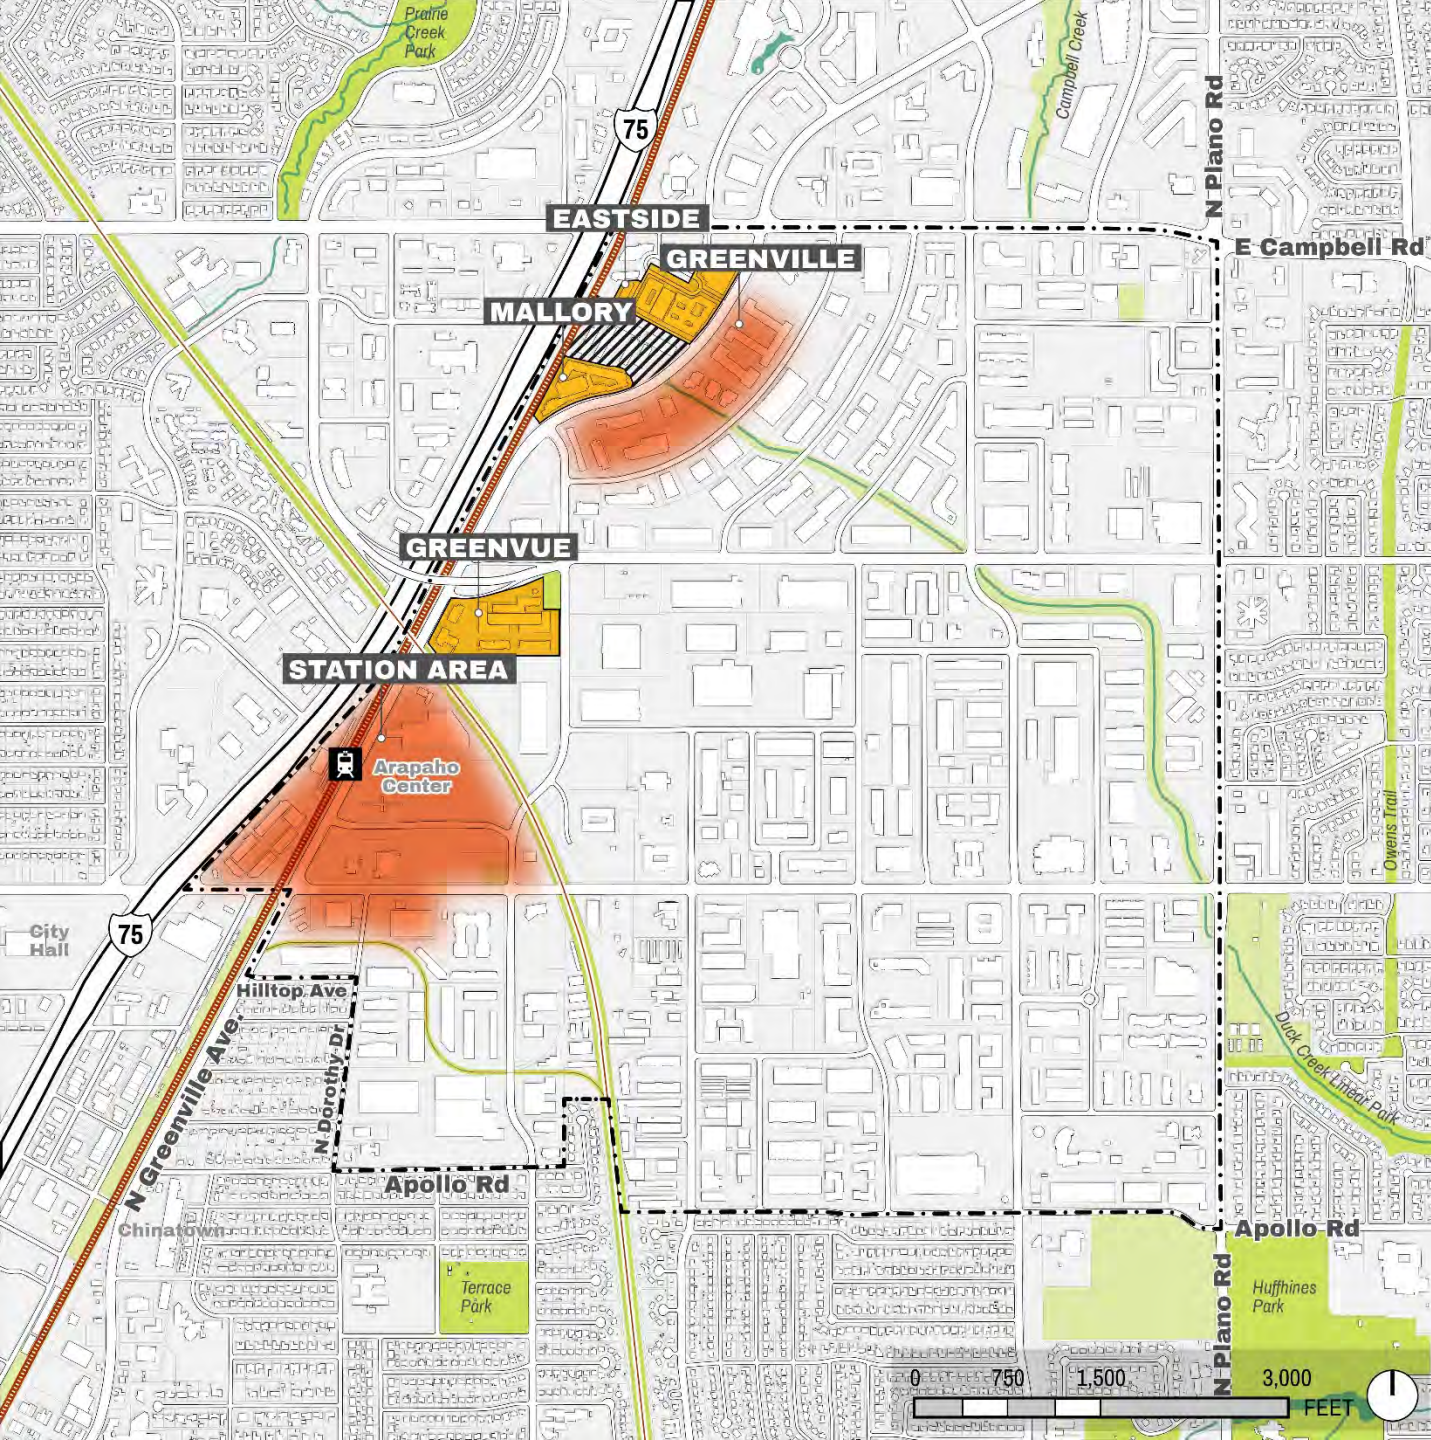 Prairie
Creek
Park
Campbell Creek
75
N Plano Rd
EASTSIDE
E Campbell Rd
GREENVILLE
MALLORY
GREENVUE
STATION AREA
Arapaho
Center
Owens Trail
City
Hall
75
Hilltop Ave
Duck Creek Linear Park
N Dorothy Dr
N Greenville Ave.
Apollo Rd
Chinatown
Apollo Rd
Terrace
Park
N Plano Rd
Huffhines
Park
0 750 1,500 3,000
FEET